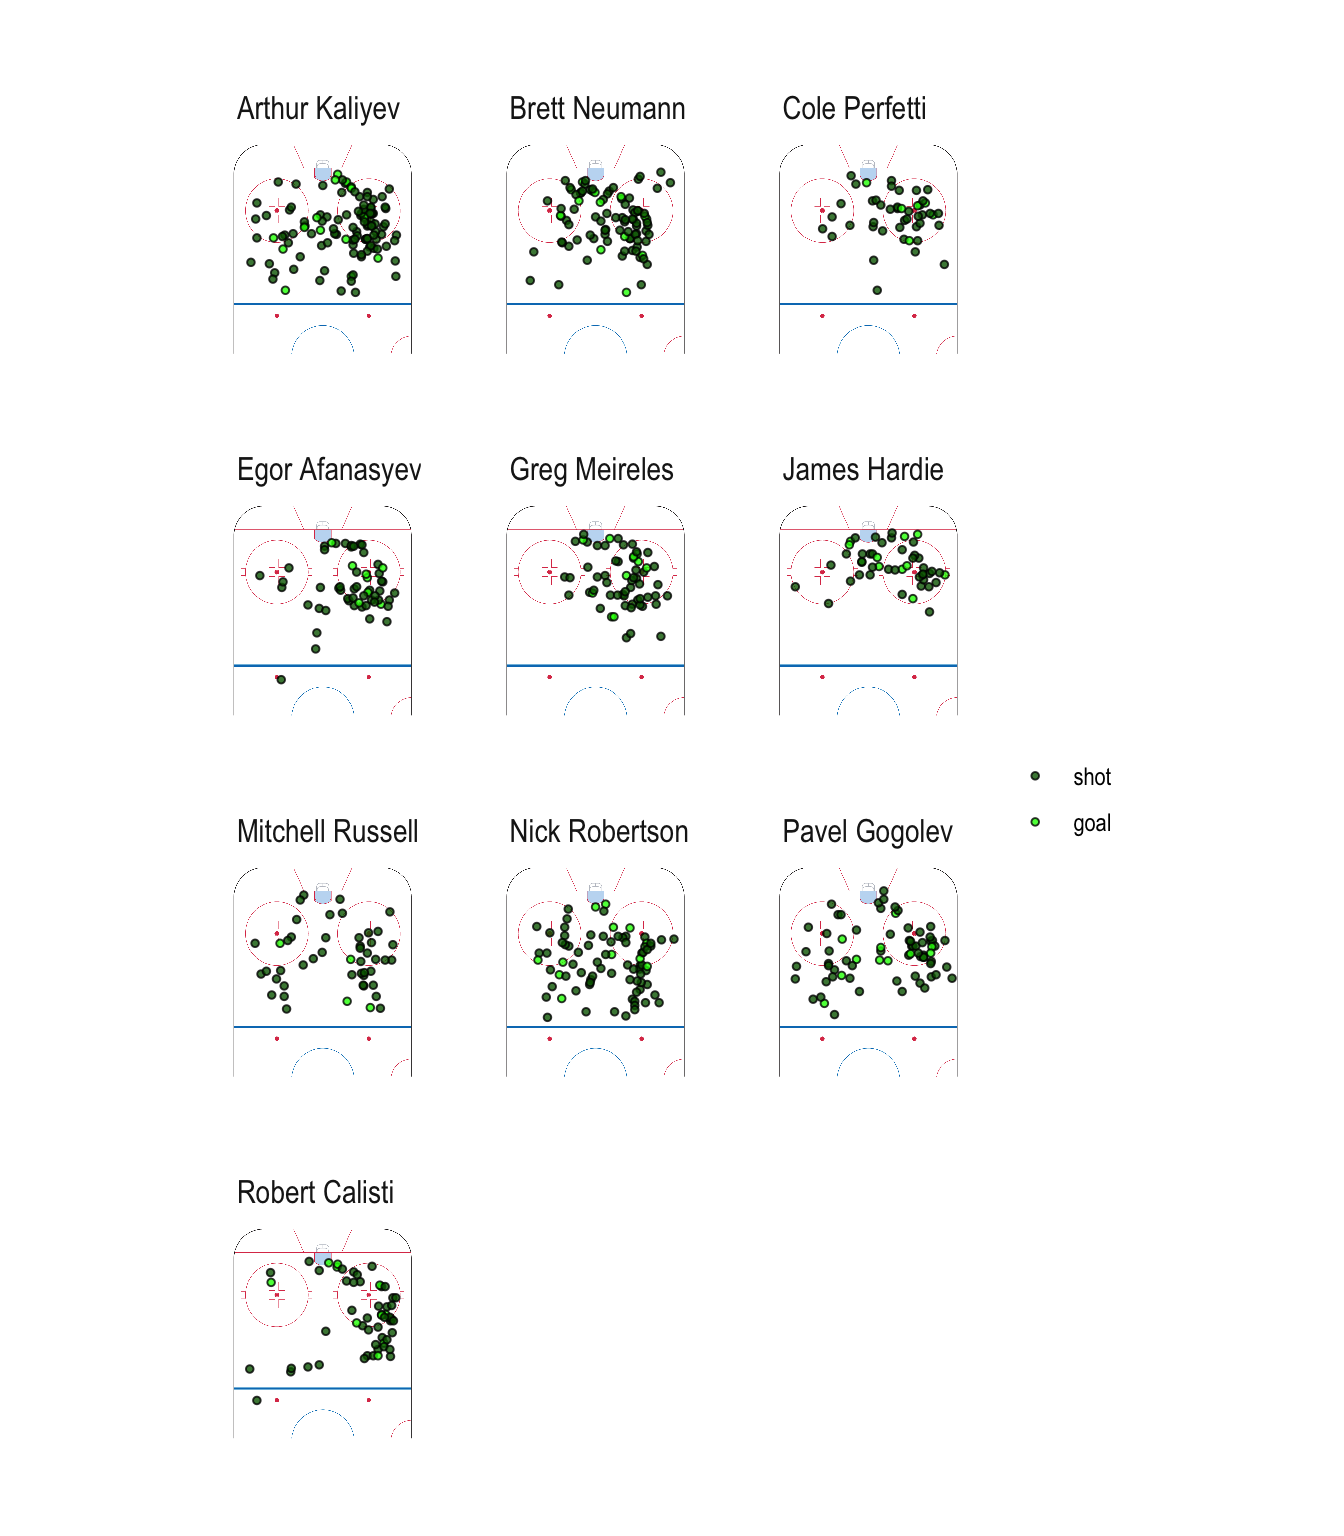 Arthur Kaliyev
Brett Neumann
Cole Perfetti
Egor Afanasyev
Greg Meireles
James Hardie
shot
goal
Mitchell Russell
Nick Robertson
Pavel Gogolev
Robert Calisti